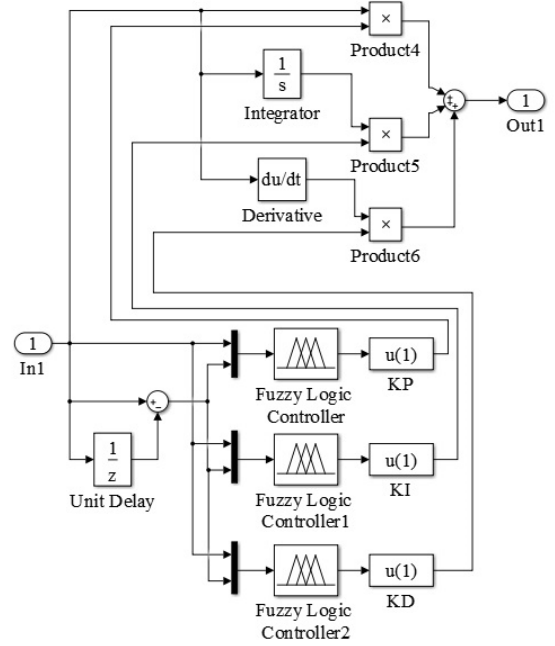 ×
Product4
1
s
Integrator
×
Product5
+
+
+
1
Out1
du/dt
Derivative
×
Product6
1
In1
+
−
1
z
Unit Delay
Fuzzy Logic
Controller
u(1)
KP
Fuzzy Logic
Controller1
u(1)
KI
Fuzzy Logic
Controller2
u(1)
KD